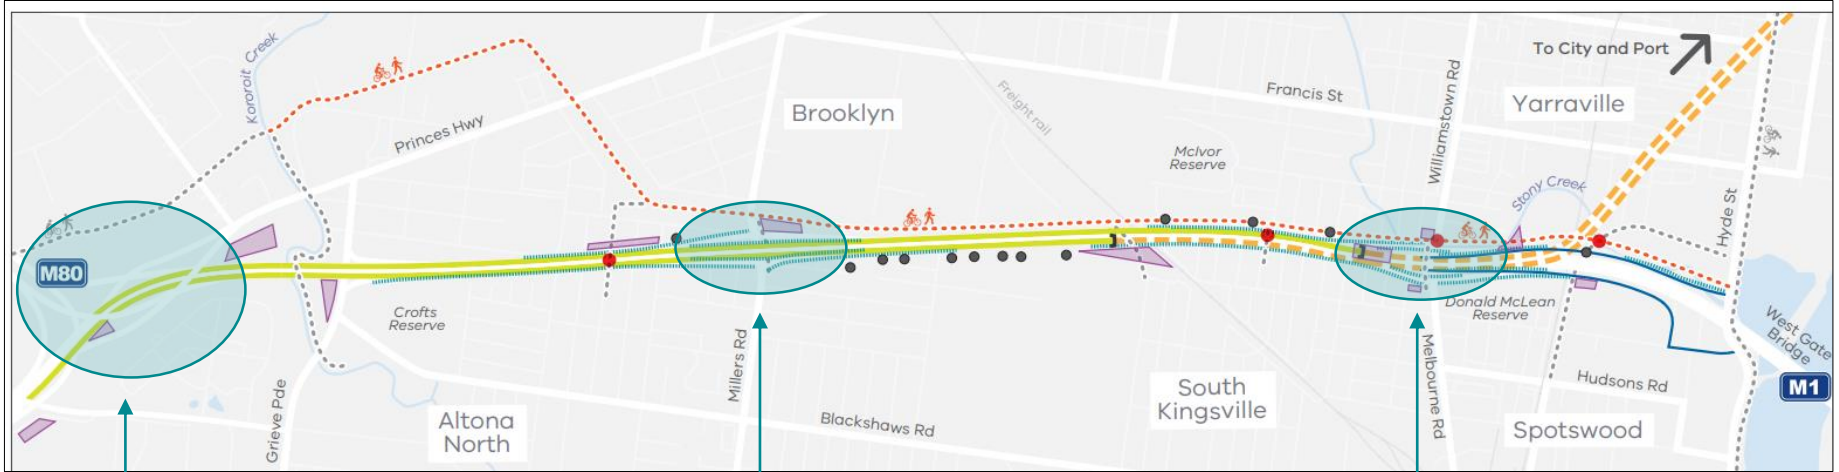 To City and Port
Kororoit Creek
Princes Hwy
Brooklyn
Freight rail
Francis St
Williamstown Rd
Yarraville
McIvor
Reserve
Stony Creek
Hyde St
M80
Crofts
Reserve
Donald McLean
Reserve
West Gate
Bridge
Grieve Pde
Millers Rd
Melbourne Rd
Altona
North
Blackshaws Rd
South
Kingsville
Hudsons Rd
Spotswood
M1